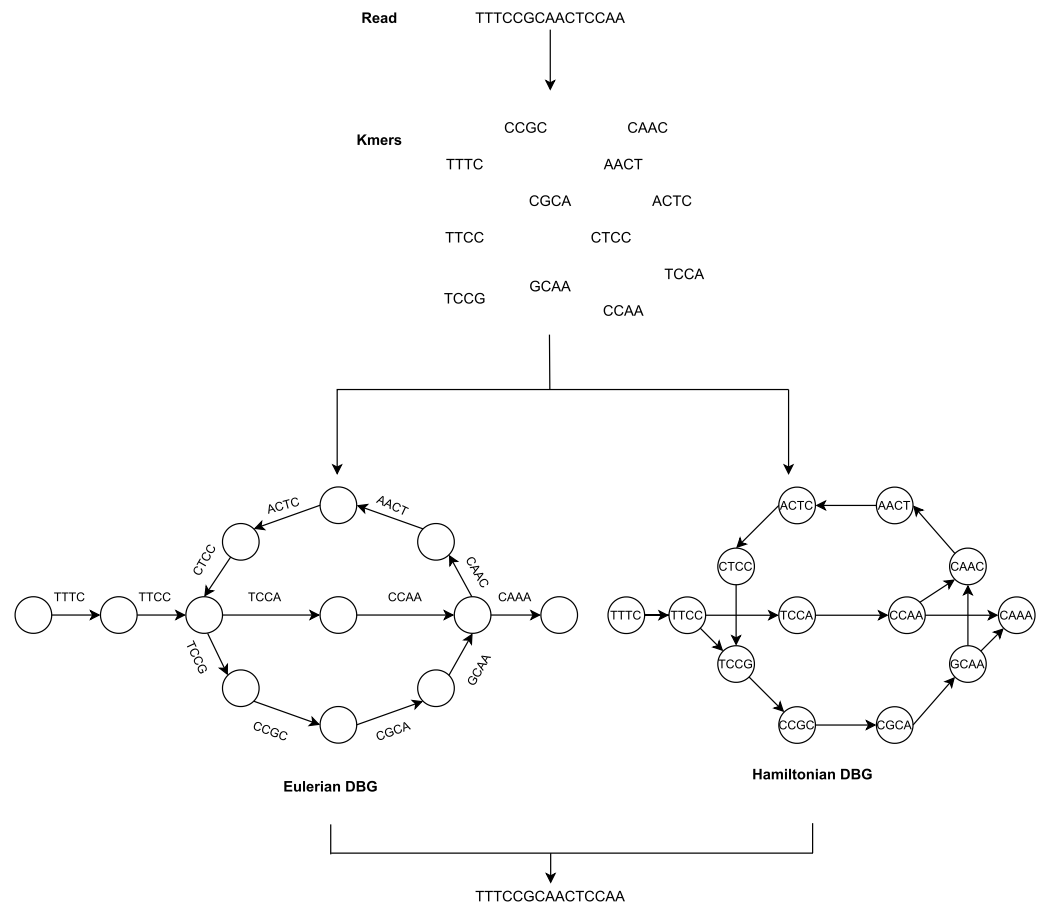 Read TTTCCGCAACTCCAA
Kmers
CCGC CAAC
TTTC AACT
CGCA ACTC
TTCC CTCC
TCCA
GCAA
TCCG
CCAA
ACTC AACT
CTCC CAAC
TTTC TTCC TCCA CCAA CAAA
TCCG GCAA
CCGC CGCA
Eulerian DBG
ACTC AACT
CTCC CAAC
TTTC TTCC TCCA CCAA CAAA
TCCG GCAA
CCGC CGCA
Hamiltonian DBG
TTTCCGCAACTCCAA